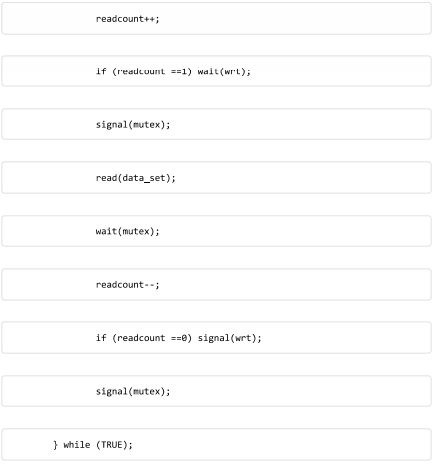 readcount++;
if (readcount ==1) wait(wrt);
signal(mutex);
read(data_set);
wait(mutex);
readcount--;
if (readcount ==0) signal(wrt);
signal(mutex);
} while (TRUE);